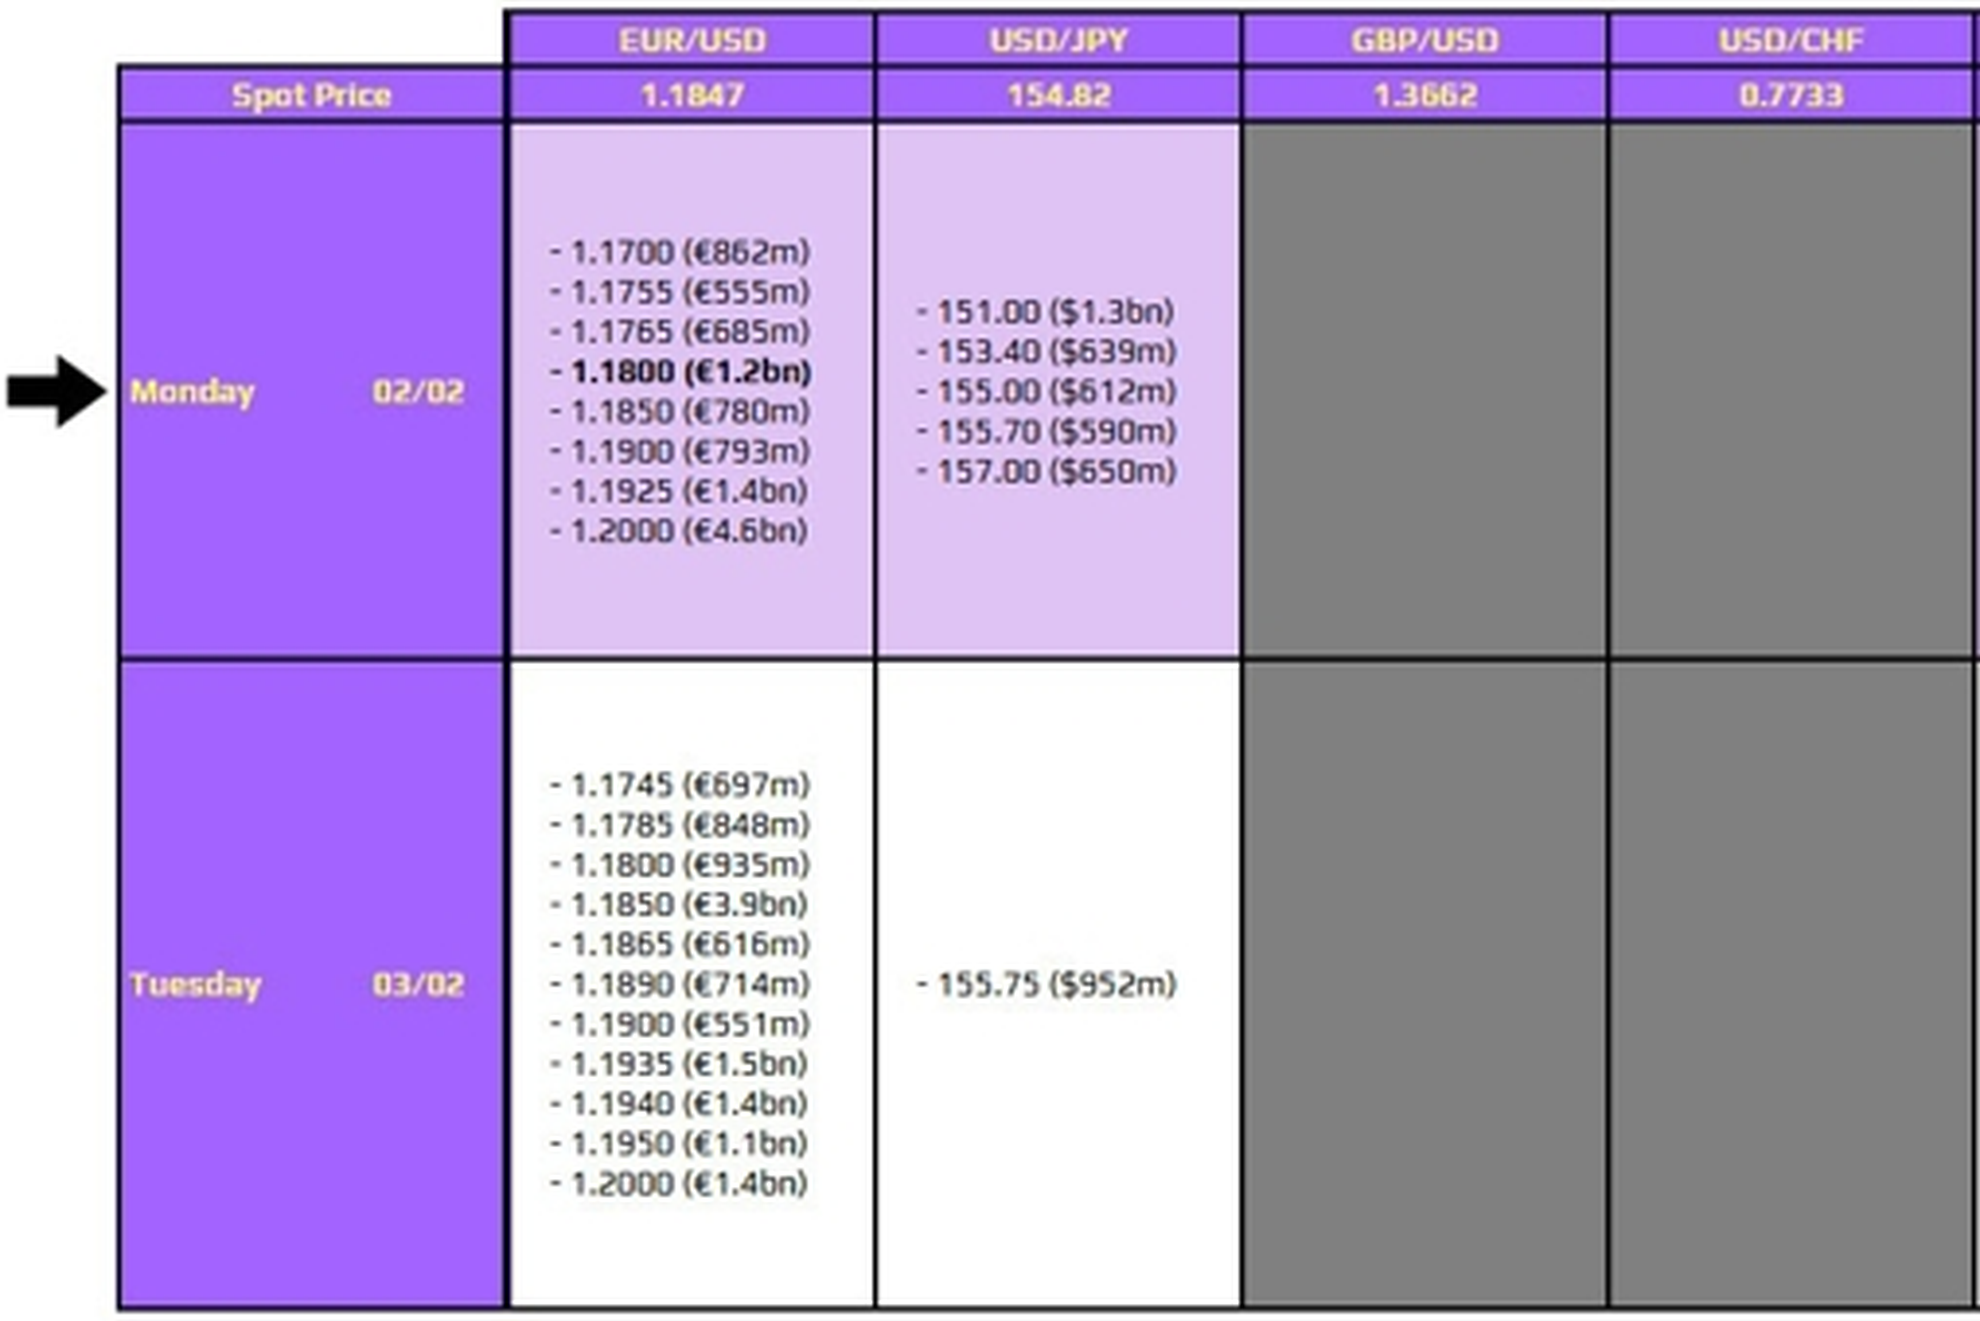 EUR/USD USD/JPY GBP/USD USD/CHF
Spot Price 1.1847 154.82 1.3662 0.7733
Monday 02/02
- 1.1700 (€862m)
- 1.1755 (€555m)
- 1.1765 (€685m)
- 1.1800 (€1.2bn)
- 1.1850 (€780m)
- 1.1900 (€793m)
- 1.1925 (€1.4bn)
- 1.2000 (€4.6bn)
- 151.00 ($1.3bn)
- 153.40 ($639m)
- 155.00 ($612m)
- 155.70 ($590m)
- 157.00 ($650m)
Tuesday 03/02
- 1.1745 (€697m)
- 1.1785 (€848m)
- 1.1800 (€935m)
- 1.1850 (€3.9bn)
- 1.1865 (€616m)
- 1.1890 (€714m)
- 1.1900 (€551m)
- 1.1935 (€1.5bn)
- 1.1940 (€1.4bn)
- 1.1950 (€1.1bn)
- 1.2000 (€1.4bn)
- 155.75 ($952m)